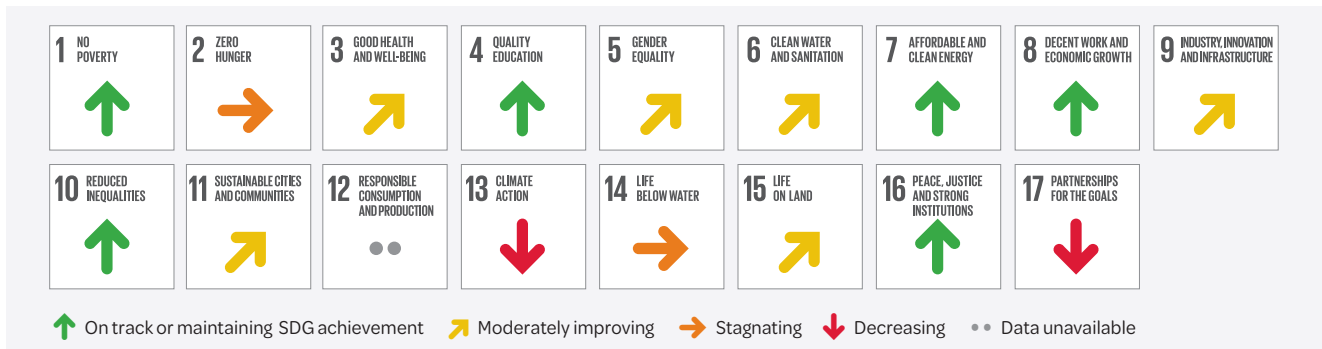 1 NO
POVERTY
2 ZERO
HUNGER
3 GOOD HEALTH
AND WELL-BEING
4 QUALITY
EDUCATION
5 GENDER
EQUALITY
6 CLEAN WATER
AND SANITATION
7 AFFORDABLE AND
CLEAN ENERGY
8 DECENT WORK AND
ECONOMIC GROWTH
9 INDUSTRY, INNOVATION
AND INFRASTRUCTURE
10 REDUCED
INEQUALITIES
11 SUSTAINABLE CITIES
AND COMMUNITIES
12 RESPONSIBLE
CONSUMPTION
AND PRODUCTION
13 CLIMATE
ACTION
14 LIFE
BELOW WATER
15 LIFE
ON LAND
16 PEACE, JUSTICE
AND STRONG
INSTITUTIONS
17 PARTNERSHIPS
FOR THE GOALS
On track or maintaining SDG achievement
Moderately improving
Stagnating
Decreasing
Data unavailable